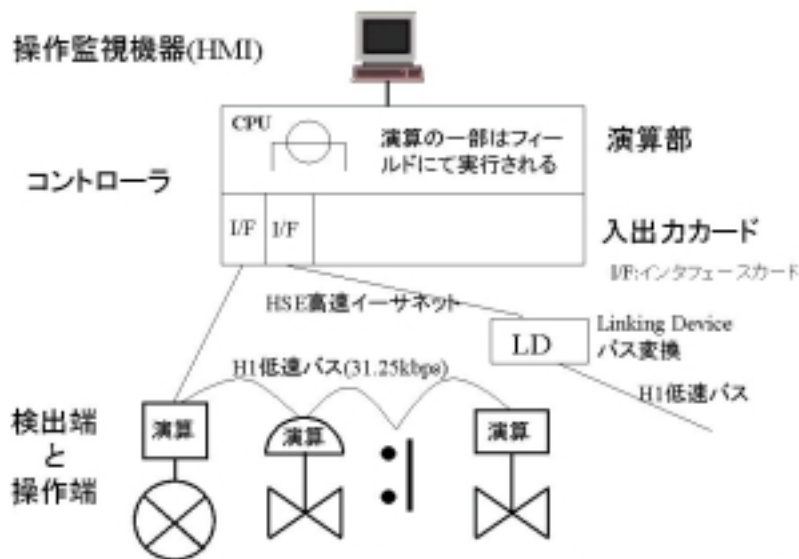 操作監視機器(HMI)
CPU
演算の一部はフィー
ルドにて実行される
演算部
コントローラ
I/F
I/F
入出力カード
I/F:インタフェースカード
HSE高速イーサネット
LD
Linking Device
バス変換
H1低速バス(31.25kbps)
H1低速バス
検出端
と
操作端
演算
演算
演算